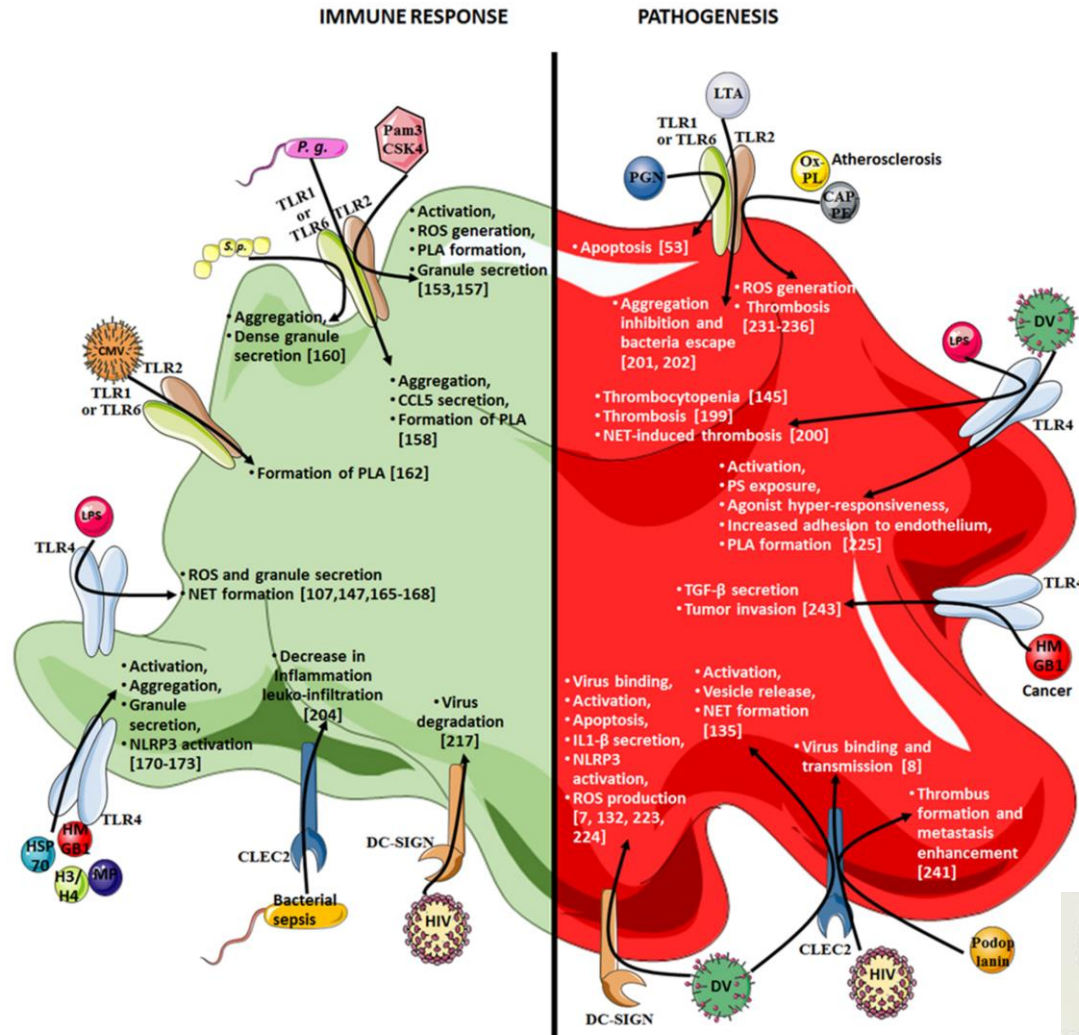 IMMUNE RESPONSE
PATHOGENESIS
P. g.
Pam3
CSK4
TLR1
or
TLR6
TLR2
S. p.
• Activation,
• ROS generation,
• PLA formation,
• Granule secretion
[153,157]
• Aggregation,
• Dense granule
secretion [160]
CMV
TLR2
TLR1
or TLR6
• Aggregation,
• CCL5 secretion,
• Formation of PLA
[158]
• Formation of PLA [162]
LPS
TLR4
• ROS and granule secretion
• NET formation [107,147,165-168]
• Activation,
• Aggregation,
• Granule
secretion,
• NLRP3 activation
[170-173]
TLR4
HSP
70
HM
GB1
H3/
H4
MP
• Decrease in
Inflammation
leuko-infiltration
[204]
CLEC2
Bacterial
sepsis
• Virus
degradation
[217]
DC-SIGN
HIV
LTA
TLR1
or TLR6
TLR2
PGN
Ox-
PL
Atherosclerosis
CAP-
PE
• Apoptosis [53]
• Aggregation
inhibition and
bacteria escape
[201, 202]
• ROS generation
• Thrombosis
[231-236]
LPS
DV
TLR4
• Thrombocytopenia [145]
• Thrombosis [199]
• NET-induced thrombosis [200]
• Activation,
• PS exposure,
• Agonist hyper-responsiveness,
• Increased adhesion to endothelium,
• PLA formation [225]
• TGF-β secretion
• Tumor invasion [243]
TLR4
HM
GB1
Cancer
• Virus binding,
• Activation,
• Apoptosis,
• IL1-β secretion,
• NLRP3
activation,
• ROS production
[7, 132, 223,
224]
• Activation,
• Vesicle release,
• NET formation
[135]
• Virus binding and
transmission [8]
• Thrombus
formation and
metastasis
enhancement
[241]
DC-SIGN
DV
CLEC2
HIV
Podop
lanin